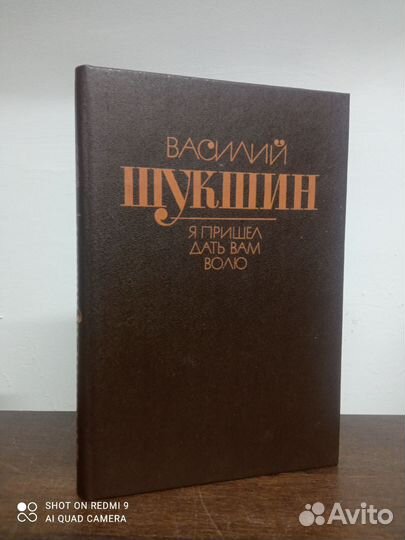 ВАСИЛИЙ
ШУКШИН
Я ПРИШЕЛ
ДАТЬ ВАМ
ВОЛЮ
SHOT ON REDMI 9
AI QUAD CAMERA
Avito